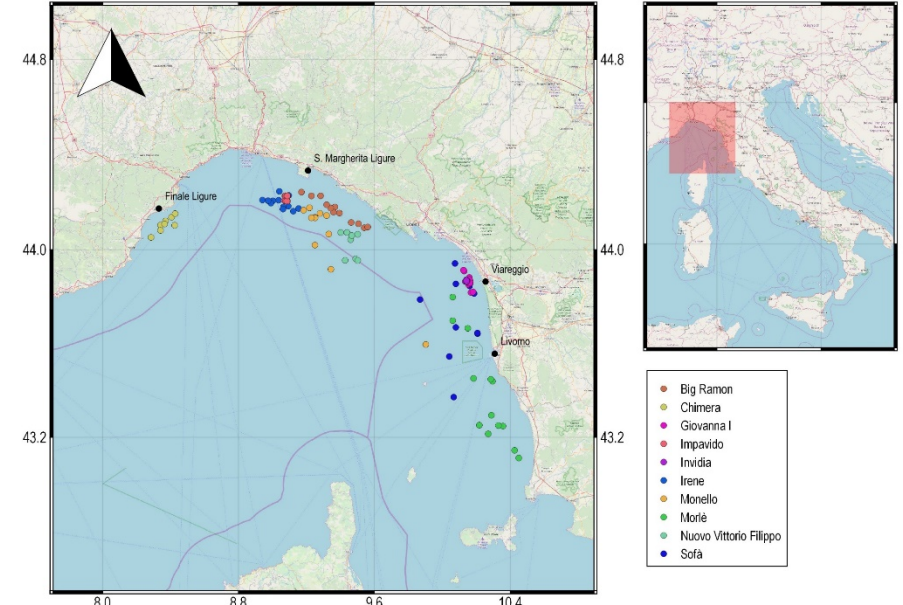 44.8
44.8
S. Margherita Ligure
Finale Ligure
44.0
44.0
Viareggio
Livorno
43.2
43.2
8.0
8.8
9.6
10.4
Big Ramon
Chimera
Giovanna I
Impavido
Invidia
Irene
Monello
Morlè
Nuovo Vittorio Filippo
Sofà